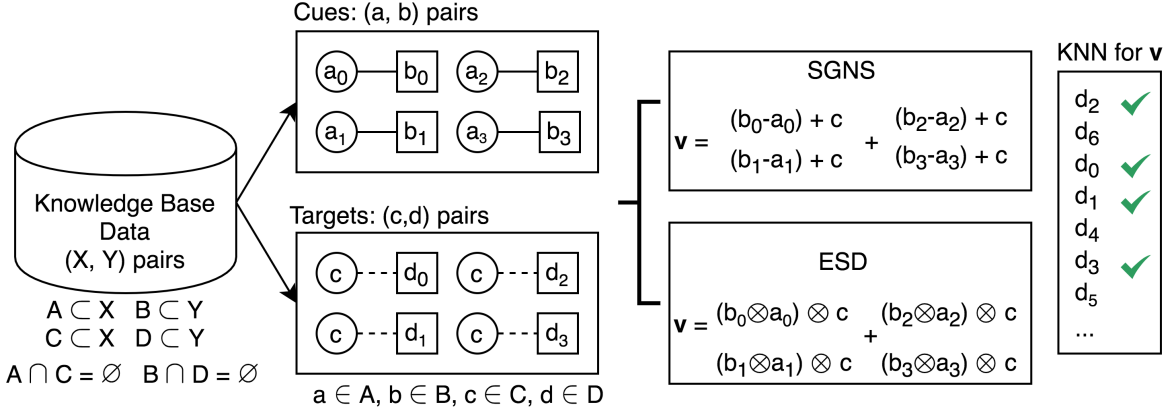 Cues: (a, b) pairs
a0 b0 a2 b2
a1 b1 a3 b3
Knowledge Base
Data
(X, Y) pairs
A ⊂ X B ⊂ Y
C ⊂ X D ⊂ Y
A ∩ C = ∅ B ∩ D = ∅
Targets: (c,d) pairs
c d0 c d2
c d1 c d3
a ∈ A, b ∈ B, c ∈ C, d ∈ D
SGNS
(b0-a0) + c (b2-a2) + c
v = +
(b1-a1) + c (b3-a3) + c
ESD
(b0⊗a0) ⊗ c (b2⊗a2) ⊗ c
v = +
(b1⊗a1) ⊗ c (b3⊗a3) ⊗ c
KNN for v
d2 ✓
d6
d0 ✓
d1 ✓
d4
d3 ✓
d5
...